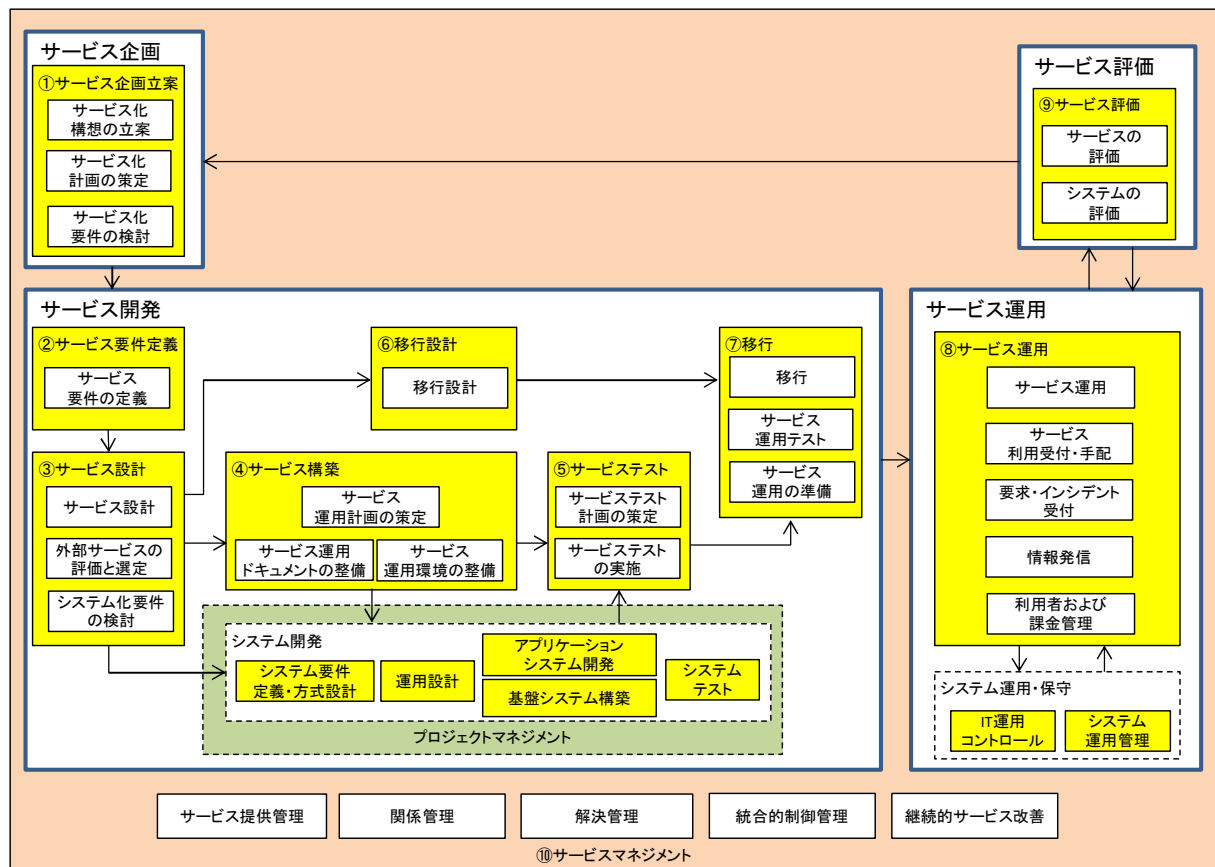 サービス企画
①サービス企画立案
サービス化
構想の立案
サービス化
計画の策定
サービス化
要件の検討
サービス評価
⑨サービス評価
サービスの
評価
システムの
評価
サービス開発
②サービス要件定義
サービス
要件の定義
⑥移行設計
移行設計
⑦移行
移行
サービス
運用テスト
サービス
運用の準備
③サービス設計
サービス設計
外部サービスの
評価と選定
システム化要件
の検討
④サービス構築
サービス
運用計画の策定
サービス運用
ドキュメントの整備
サービス
運用環境の整備
⑤サービステスト
サービステスト
計画の策定
サービステスト
の実施
システム開発
システム要件
定義・方式設計
運用設計
アプリケーション
システム開発
基盤システム構築
システム
テスト
プロジェクトマネジメント
サービス運用
⑧サービス運用
サービス運用
サービス
利用受付・手配
要求・インシデント
受付
情報発信
利用者および
課金管理
システム運用・保守
IT運用
コントロール
システム
運用管理
サービス提供管理
関係管理
解決管理
統合的制御管理
継続的サービス改善
⑩サービスマネジメント